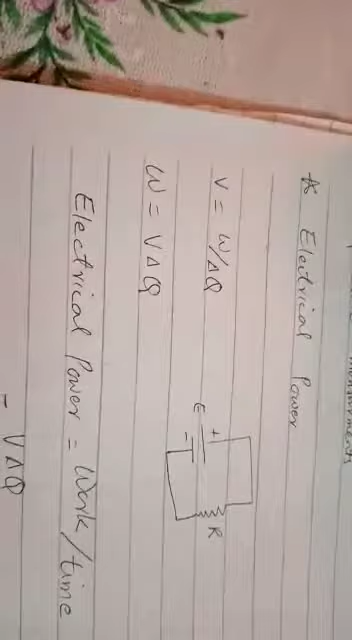 * Electrical Power
V = W/ΔQ
E + - R
W = VΔQ
Electrical Power = Work/time
= VΔQ